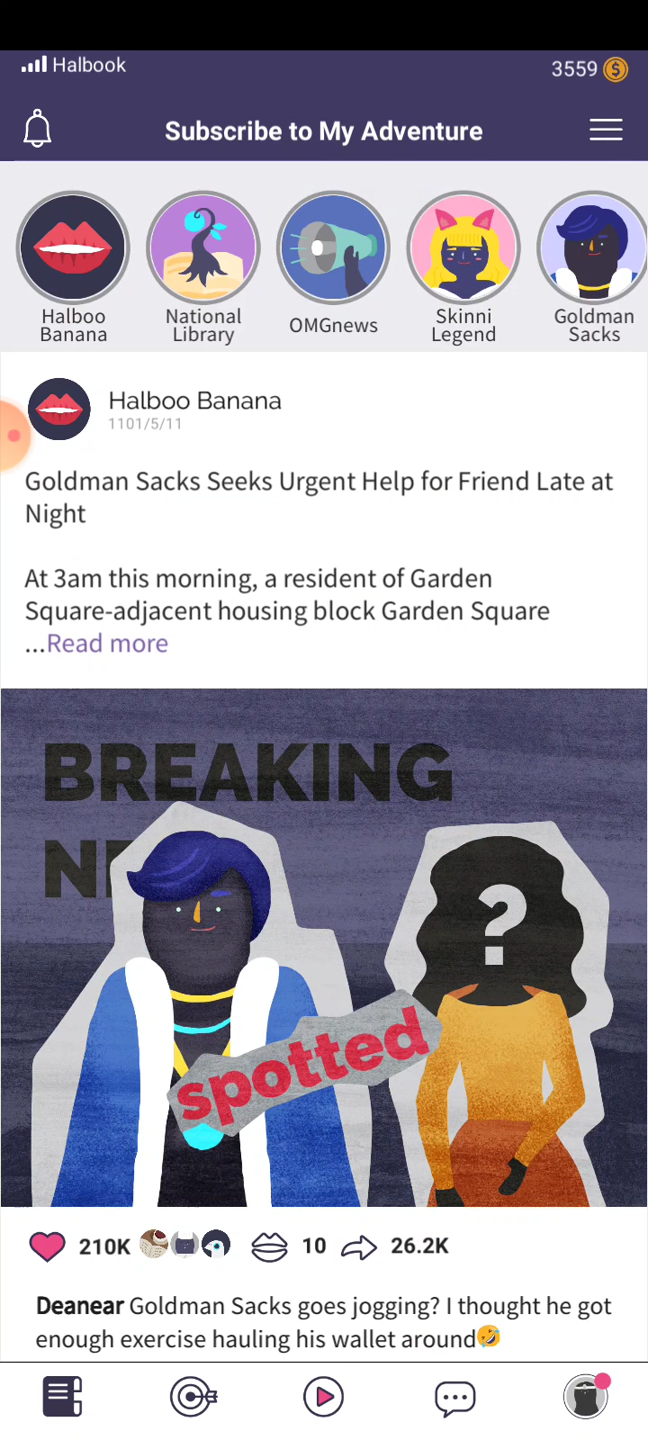 Halbook
3559
Subscribe to My Adventure
Halboo
Banana
National
Library
OMGnews
Skinni
Legend
Goldman
Sacks
Halboo Banana
1101/5/11
Goldman Sacks Seeks Urgent Help for Friend Late at
Night
At 3am this morning, a resident of Garden
Square-adjacent housing block Garden Square
...Read more
BREAKING
NE
?
spotted
210K
10
26.2K
Deanear Goldman Sacks goes jogging? I thought he got
enough exercise hauling his wallet around🤣